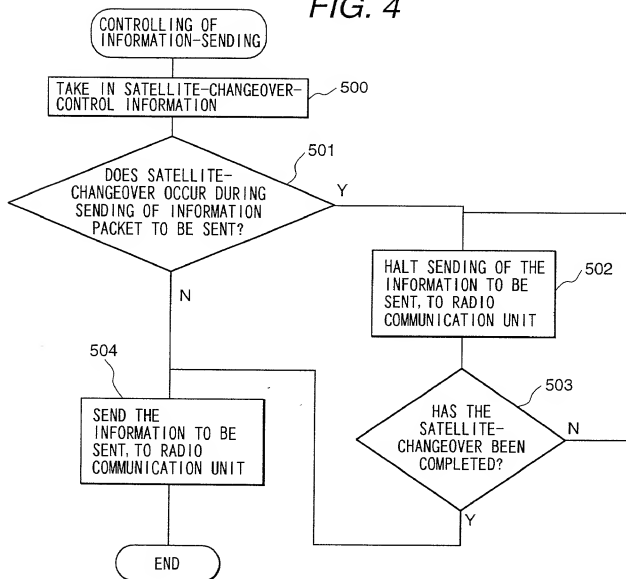 FIG. 4
CONTROLLING OF
INFORMATION-SENDING
TAKE IN SATELLITE-CHANGEOVER-
CONTROL INFORMATION
500
501
DOES SATELLITE-
CHANGEOVER OCCUR DURING
SENDING OF INFORMATION
PACKET TO BE SENT?
Y
N
HALT SENDING OF THE
INFORMATION TO BE
SENT, TO RADIO
COMMUNICATION UNIT
502
503
HAS THE
SATELLITE-
CHANGEOVER BEEN
COMPLETED?
N
Y
504
SEND THE
INFORMATION TO BE
SENT, TO RADIO
COMMUNICATION UNIT
END